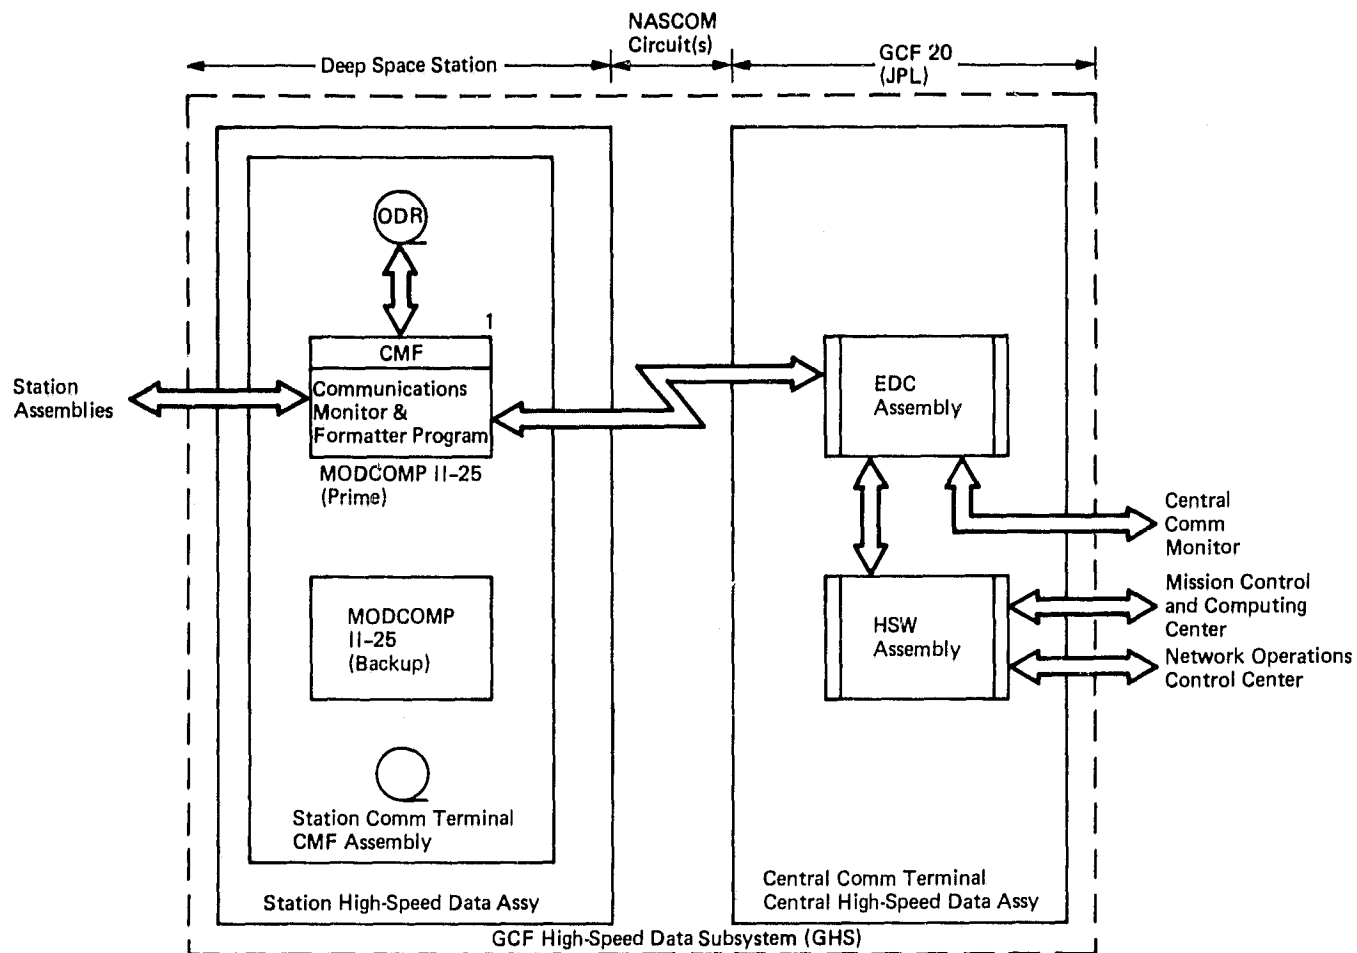 NASCOM
Circuit(s)
Deep Space Station
GCF 20
(JPL)
ODR
1
CMF
Communications
Monitor &
Formatter Program
MODCOMP II-25
(Prime)
Station
Assemblies
EDC
Assembly
Central
Comm
Monitor
MODCOMP
II-25
(Backup)
HSW
Assembly
Mission Control
and Computing
Center
Network Operations
Control Center
Station Comm Terminal
CMF Assembly
Station High-Speed Data Assy
Central Comm Terminal
Central High-Speed Data Assy
GCF High-Speed Data Subsystem (GHS)